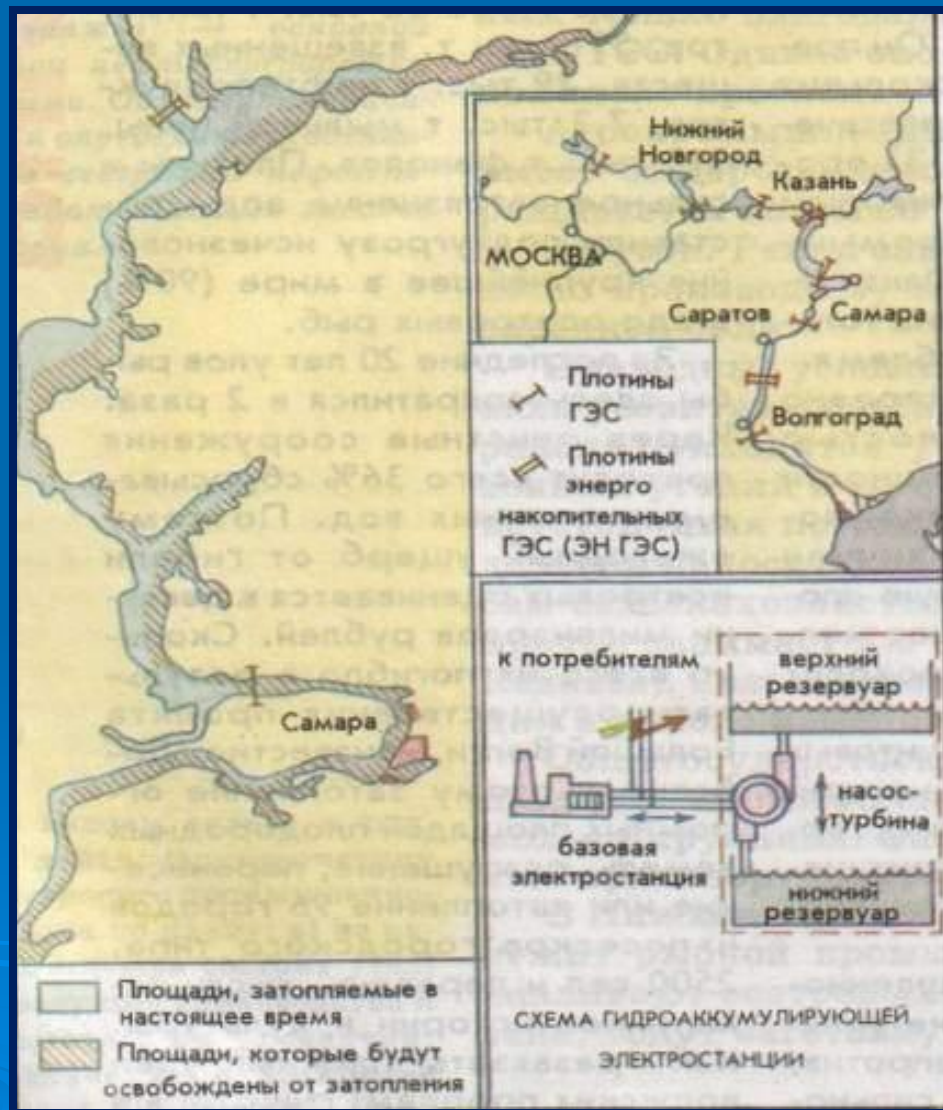 Нижний
Новгород
Казань
МОСКВА
Саратов
Самара
Волгоград
Плотины
ГЭС
Плотины
энерго
накопительных
ГЭС (ЭН ГЭС)
Самара
Площади, затопляемые в
настоящее время
Площади, которые будут
освобождены от затопления
к потребителям
верхний
резервуар
насос-
турбина
базовая
электростанция
нижний
резервуар
СХЕМА ГИДРОАККУМУЛИРУЮЩЕЙ
ЭЛЕКТРОСТАНЦИИ